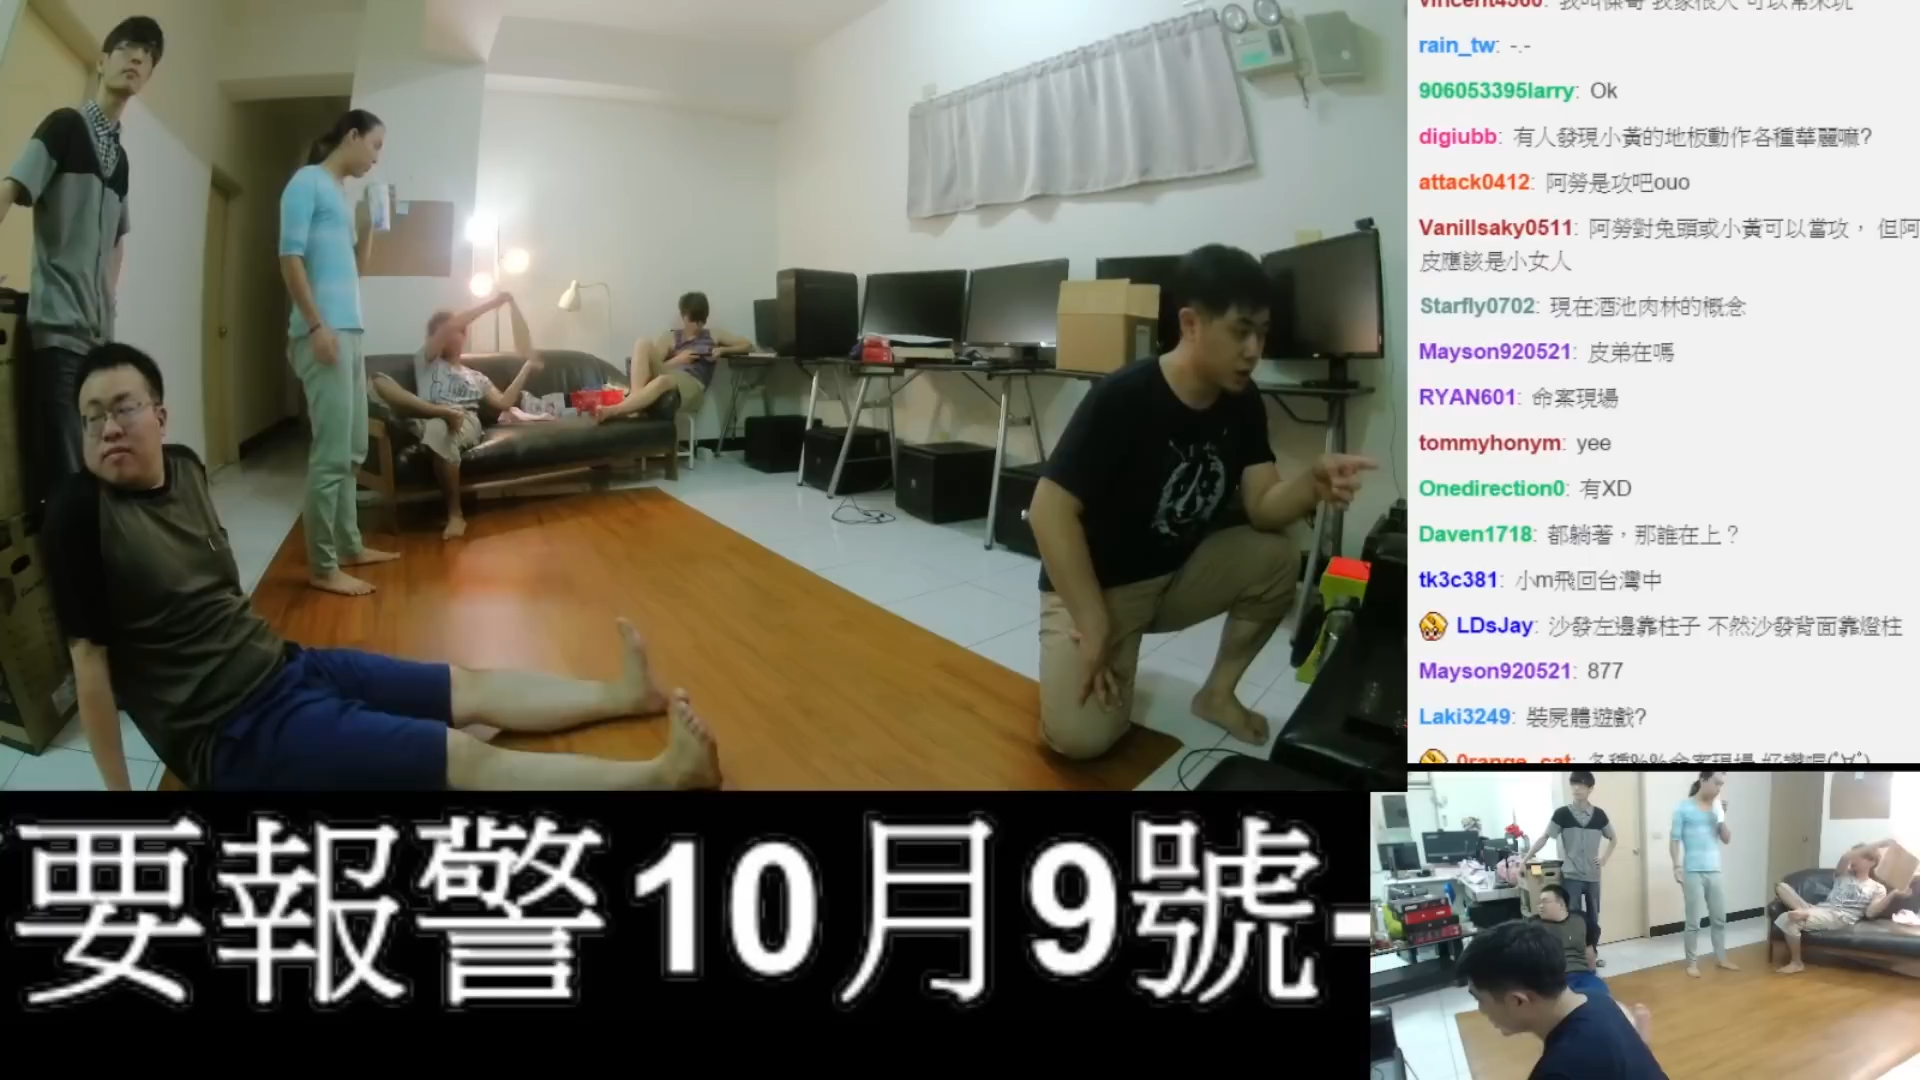 rain_tw: -.-
906053395larry: Ok
digiubb: 有人發現小黃的地板動作各種華麗嘛?
attack0412: 阿勞是攻吧ouo
Vanillsaky0511: 阿勞對兔頭或小黃可以當攻， 但阿
皮應該是小女人
Starfly0702: 現在酒池肉林的概念
Mayson920521: 皮弟在嗎
RYAN601: 命案現場
tommyhonym: yee
Onedirection0: 有XD
Daven1718: 都躺著，那誰在上？
tk3c381: 小m飛回台灣中
LDsJay: 沙發左邊靠柱子 不然沙發背面靠燈柱
Mayson920521: 877
Laki3249: 裝屍體遊戲?
要報警10月9號-